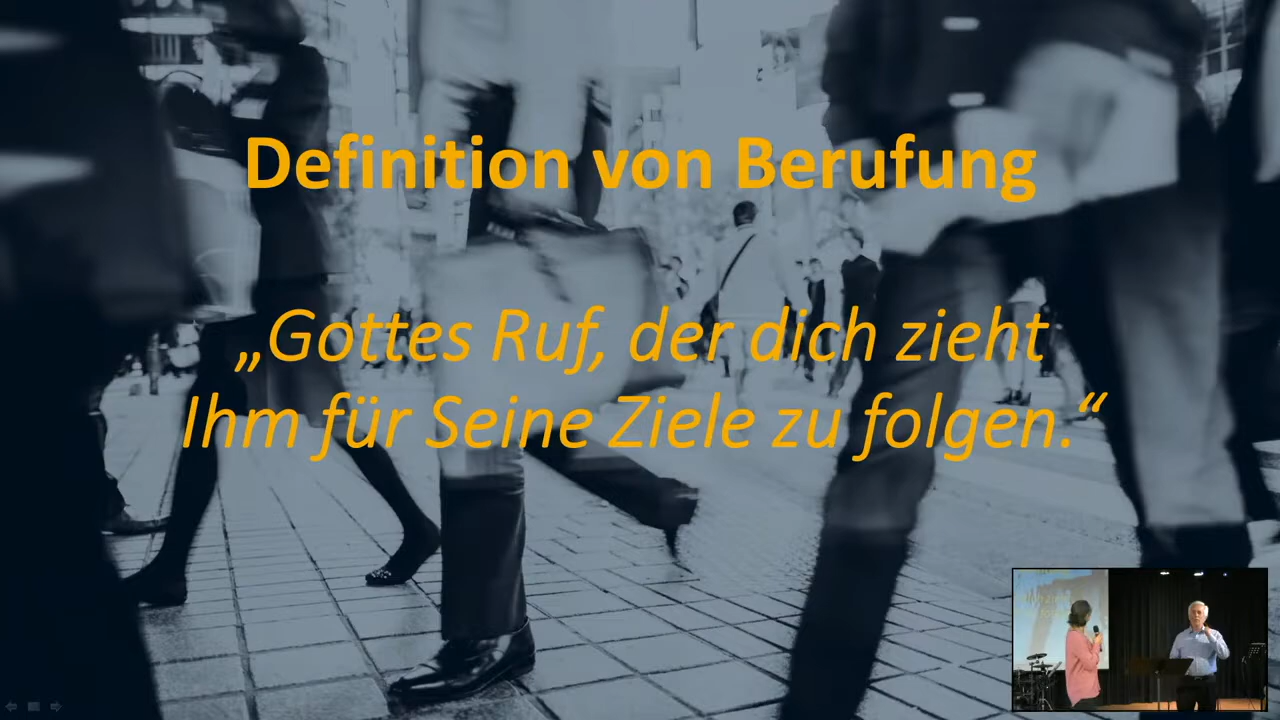 Definition von Berufung
„Gottes Ruf, der dich zieht
Ihm für Seine Ziele zu folgen.“